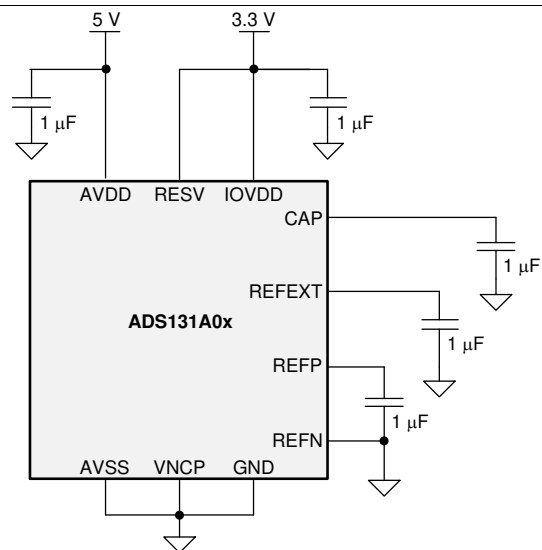 5 V 3.3 V
1 μF 1 μF
AVDD RESV IOVDD
CAP
1 μF
REFEXT
ADS131A0x
1 μF
REFP
1 μF
REFN
AVSS VNCP GND